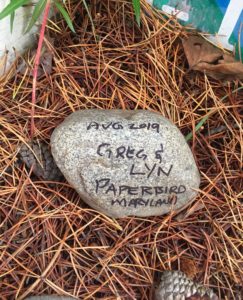 AUG 2019
GREG &
LYN
PAPERBIRD
MARYLAND